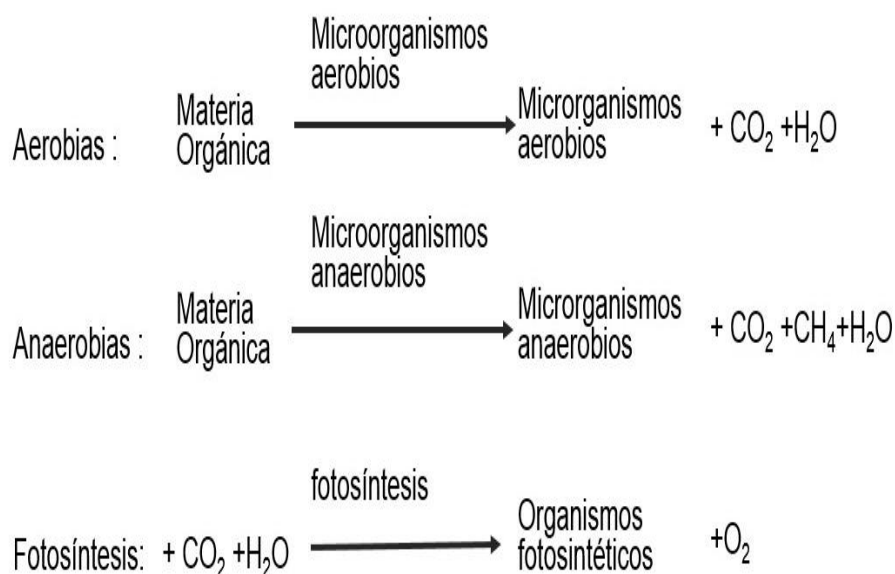 Microorganismos
aerobios
Aerobias :
Materia
Orgánica
Microrganismos
aerobios
+ CO₂ +H₂O
Microorganismos
anaerobios
Anaerobias :
Materia
Orgánica
Microrganismos
anaerobios
+ CO₂ +CH₄+H₂O
fotosíntesis
Fotosíntesis: + CO₂ +H₂O
Organismos
fotosintéticos
+O₂